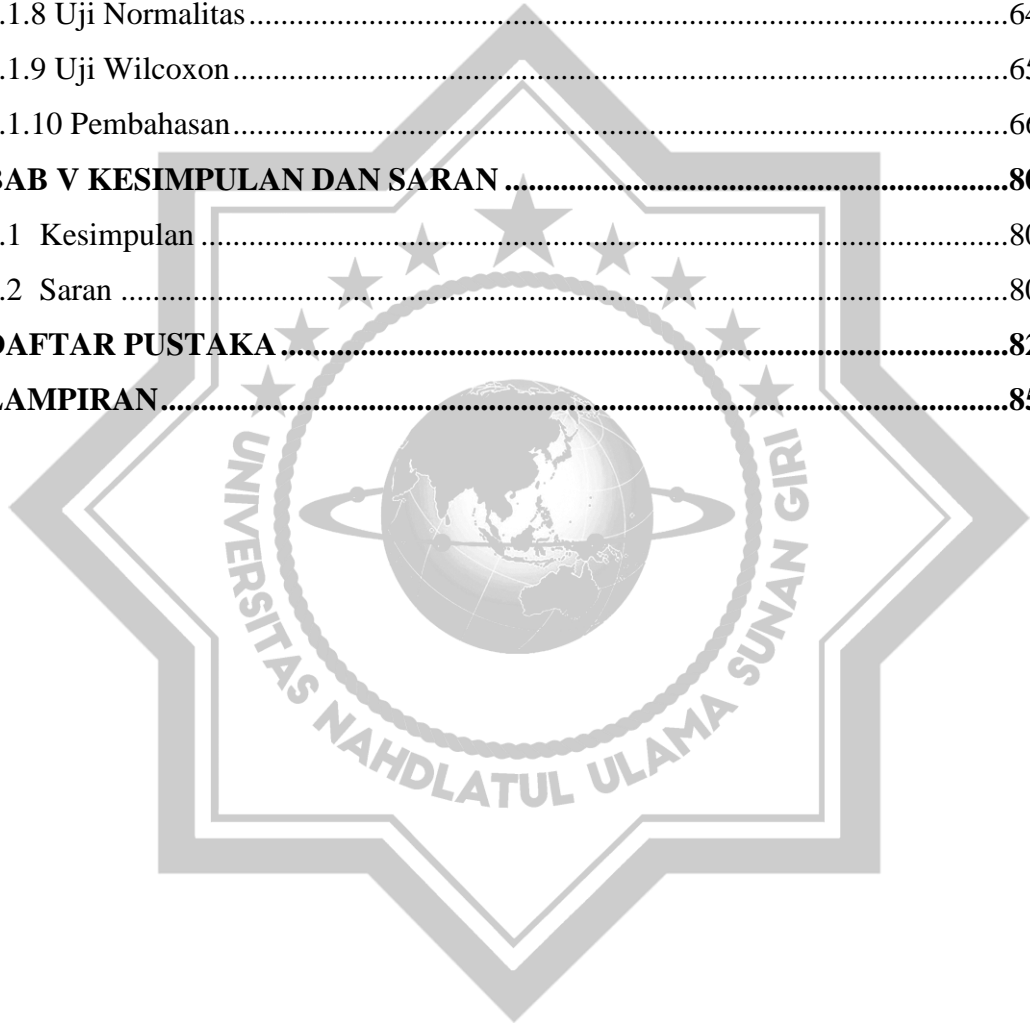 .1.8 Uji Normalitas........................................................................................64
.1.9 Uji Wilcoxon..........................................................................................65
.1.10 Pembahasan.........................................................................................66
BAB V KESIMPULAN DAN SARAN .........................................................80
.1 Kesimpulan ..............................................................................................80
.2 Saran .......................................................................................................80
DAFTAR PUSTAKA ...................................................................................82
LAMPIRAN.................................................................................................85
UNIVERSITAS NAHDLATUL ULAMA SUNAN GIRI